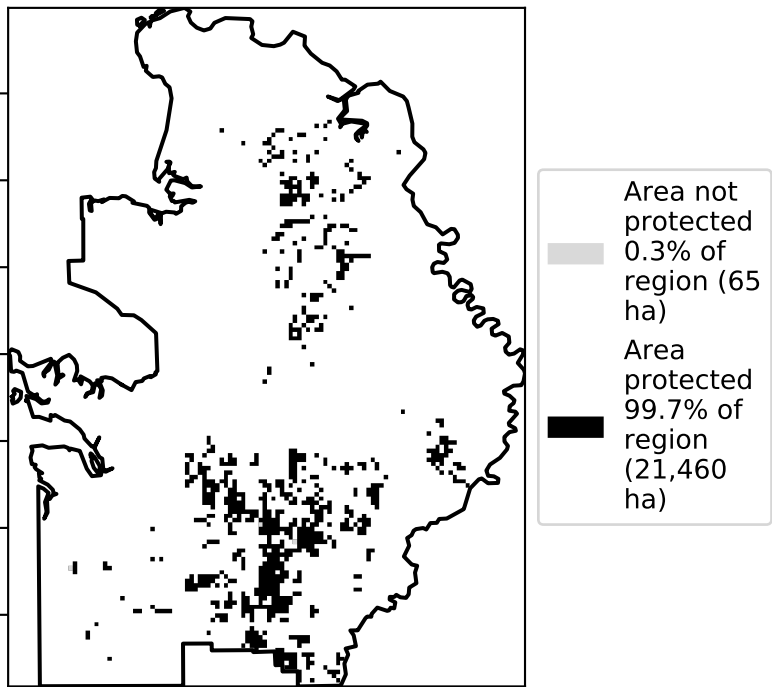 Area not
protected
0.3% of
region (65
ha)
Area
protected
99.7% of
region
(21,460
ha)